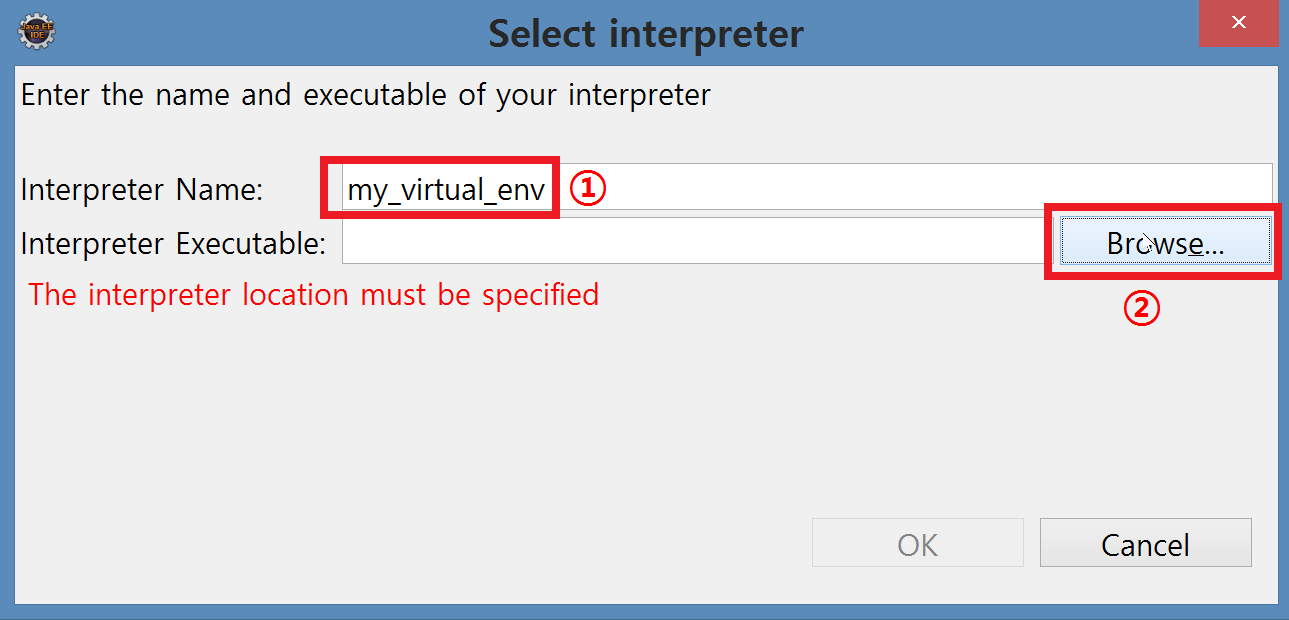 Java EE
IDE
Select interpreter
Enter the name and executable of your interpreter
Interpreter Name: my_virtual_env ①
Interpreter Executable: Browse...
The interpreter location must be specified
②
OK Cancel